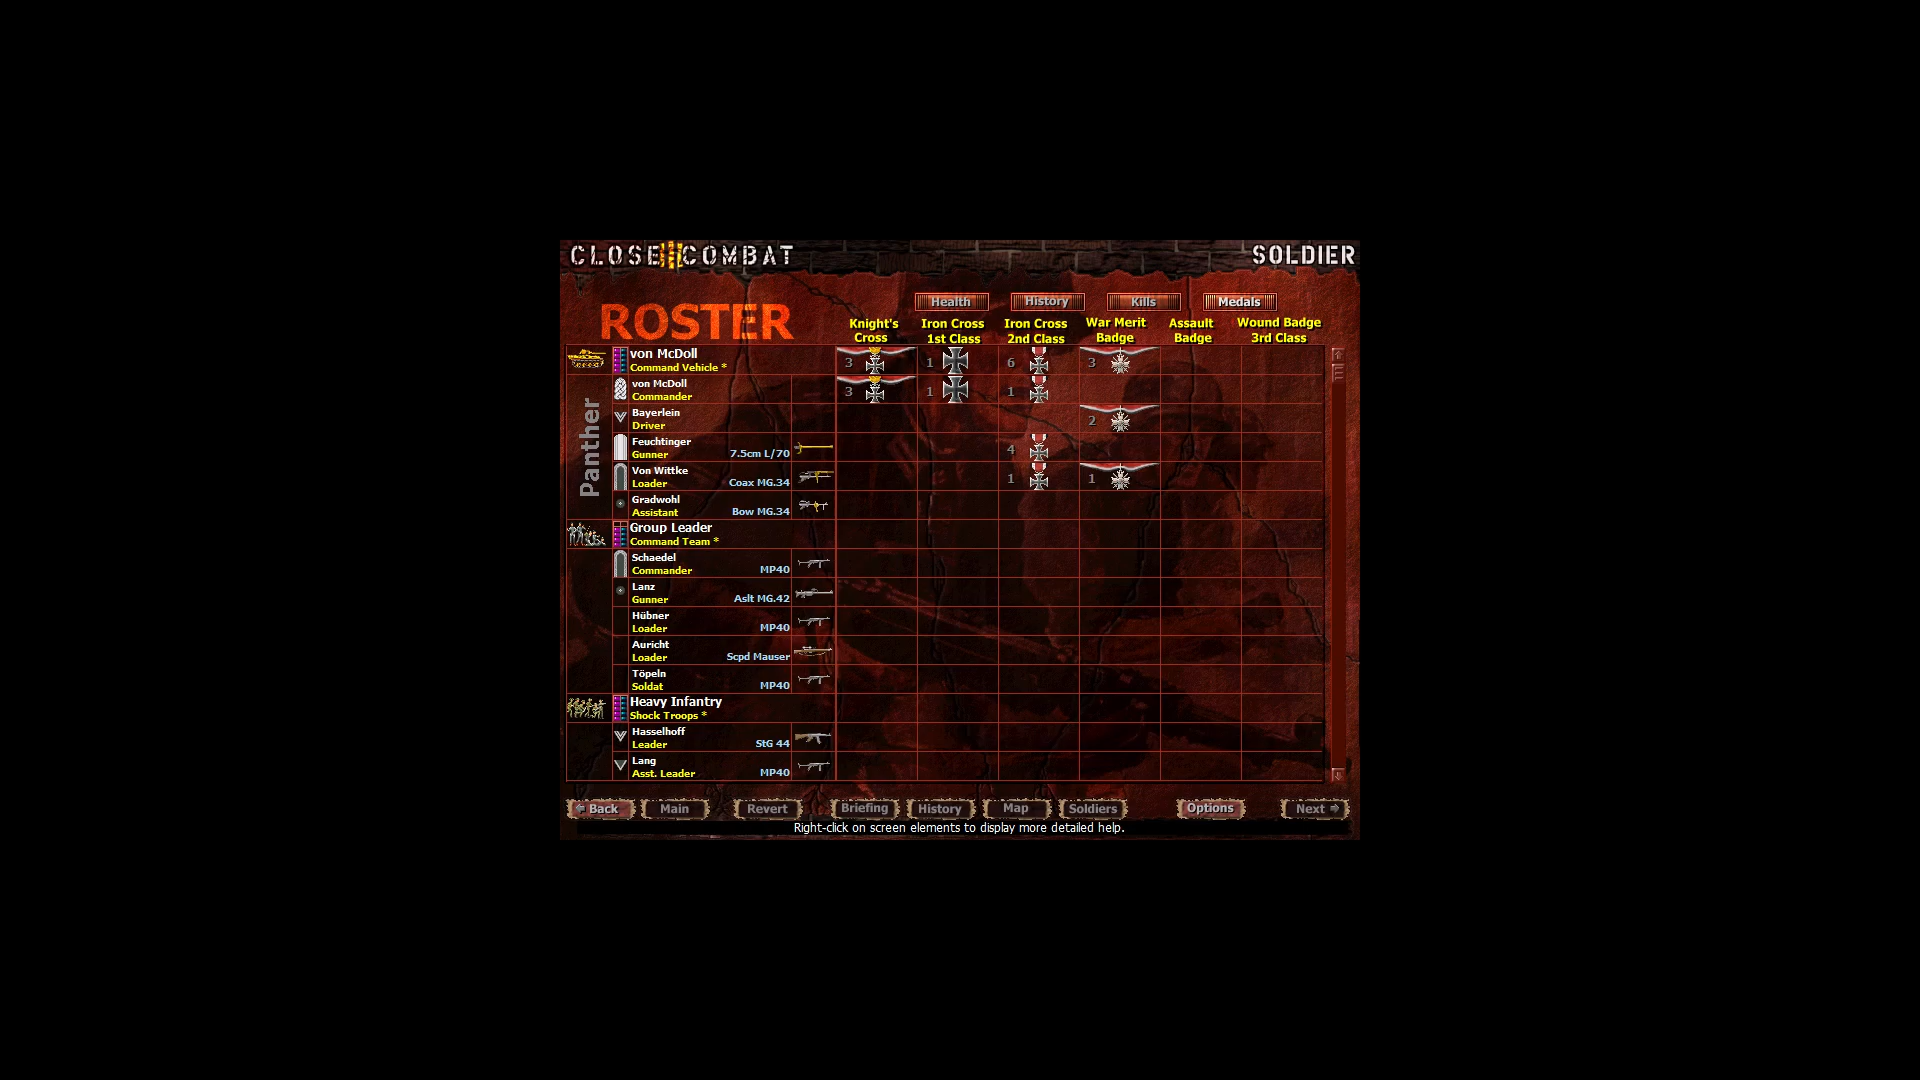 CLOSE COMBAT
SOLDIER
ROSTER
Health
History
Kills
Medals
Knight's Cross
Iron Cross 1st Class
Iron Cross 2nd Class
War Merit Badge
Assault Badge
Wound Badge 3rd Class
von McDoll
Command Vehicle *
3 1 6 3
Panther
von McDoll
Commander
3 1 1
Bayerlein
Driver
2
Feuchtinger
Gunner 7.5cm L/70
4
Von Wittke
Loader Coax MG.34
1 1
Gradwohl
Assistant Bow MG.34
Group Leader
Command Team *
Schaedel
Commander MP40
Lanz
Gunner Aslt MG.42
Hübner
Loader MP40
Auricht
Loader Scpd Mauser
Töpeln
Soldat MP40
Heavy Infantry
Shock Troops *
Hasselhoff
Leader StG 44
Lang
Asst. Leader MP40
Back
Main
Revert
Briefing
History
Map
Soldiers
Options
Next
Right-click on screen elements to display more detailed help.